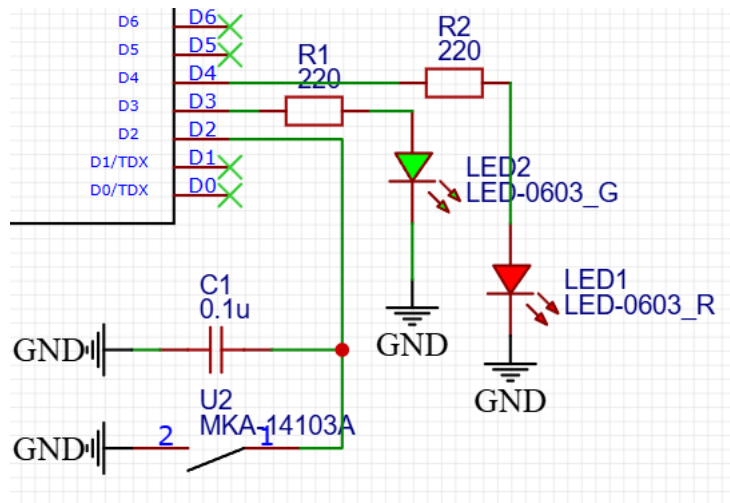 D6 D6
D5 D5
D4 D4
D3 D3
D2 D2
D1/TDX D1
D0/TDX D0
R1
220
R2
220
LED2
LED-0603_G
GND
LED1
LED-0603_R
GND
C1
0.1u
GND
U2
MKA-14103A
GND 2 1